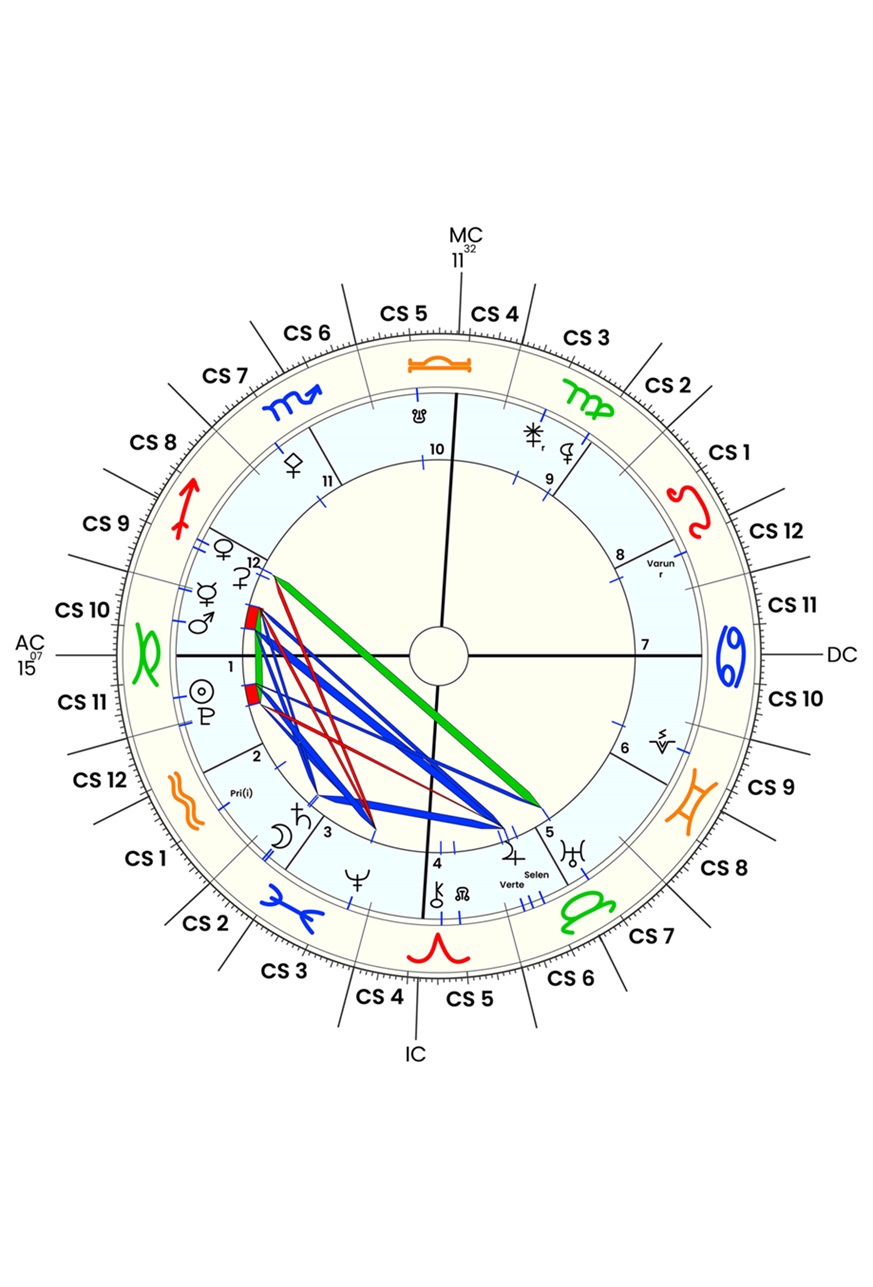 MC
11 32
CS 5
CS 4
CS 6
CS 3
CS 7
CS 2
CS 8
CS 1
CS 9
CS 12
CS 10
CS 11
AC
15 07
DC
CS 11
CS 10
CS 12
CS 9
CS 1
CS 8
CS 2
CS 7
CS 3
CS 6
CS 4
CS 5
IC
10
r
11
9
12
8
Varun
r
1
7
2
6
Pri(i)
3
5
4
Selen
Verte